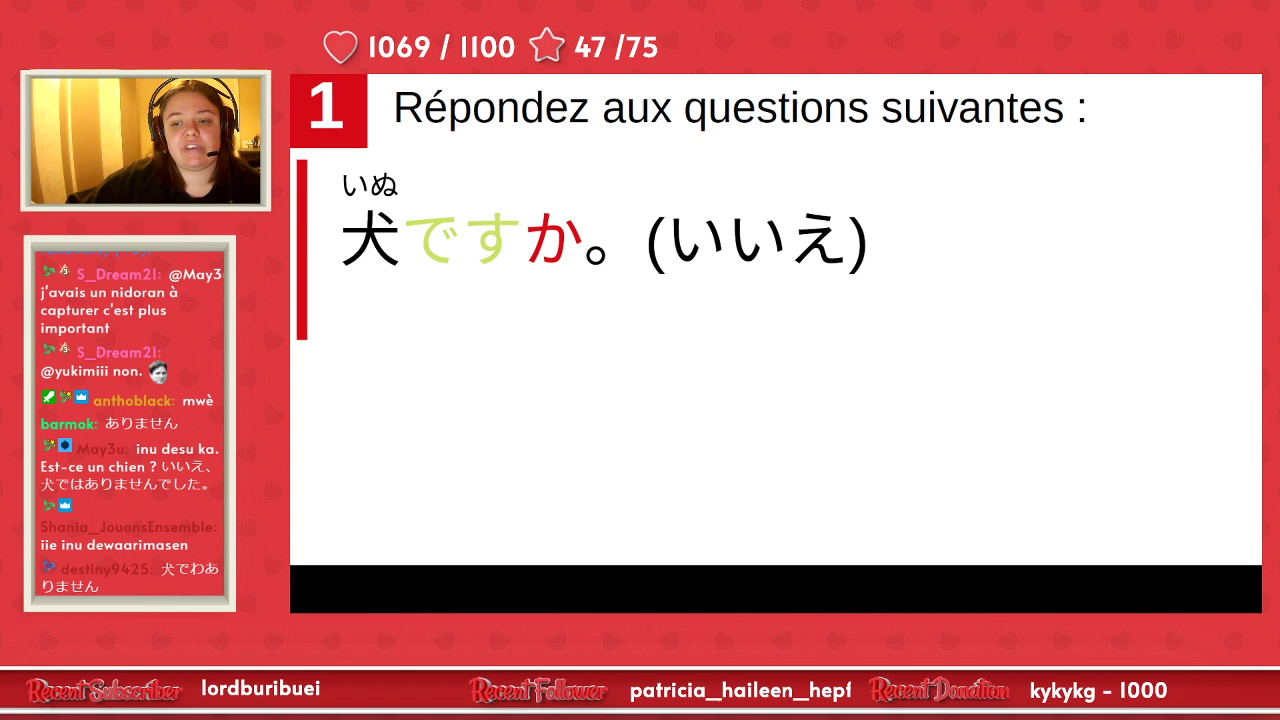 1069 / 1100 47 /75
1 Répondez aux questions suivantes :
いぬ
犬ですか。(いいえ)
S_Dream21: @May3
j'avais un nidoran à
capturer c'est plus
important
S_Dream21:
@yukimiii non.
anthoblack: mwè
barmok: ありません
May3u: inu desu ka.
Est-ce un chien ? いいえ、
犬ではありませんでした。
Shania_JouonsEnsemble:
iie inu dewaarimasen
destiny9425: 犬でわあ
りません
Recent Subscriber lordburibuei
Recent Follower patricia_haileen_hepf
Recent Donation kykykg - 1000